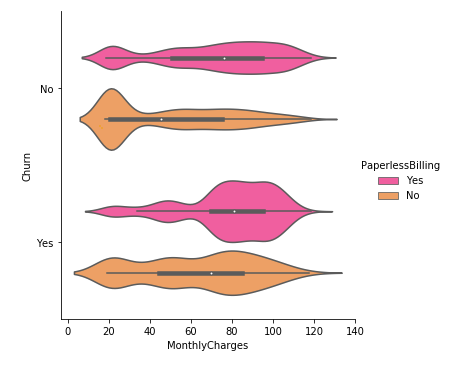 No
Yes
Churn
0 20 40 60 80 100 120 140
MonthlyCharges
PaperlessBilling
Yes
No